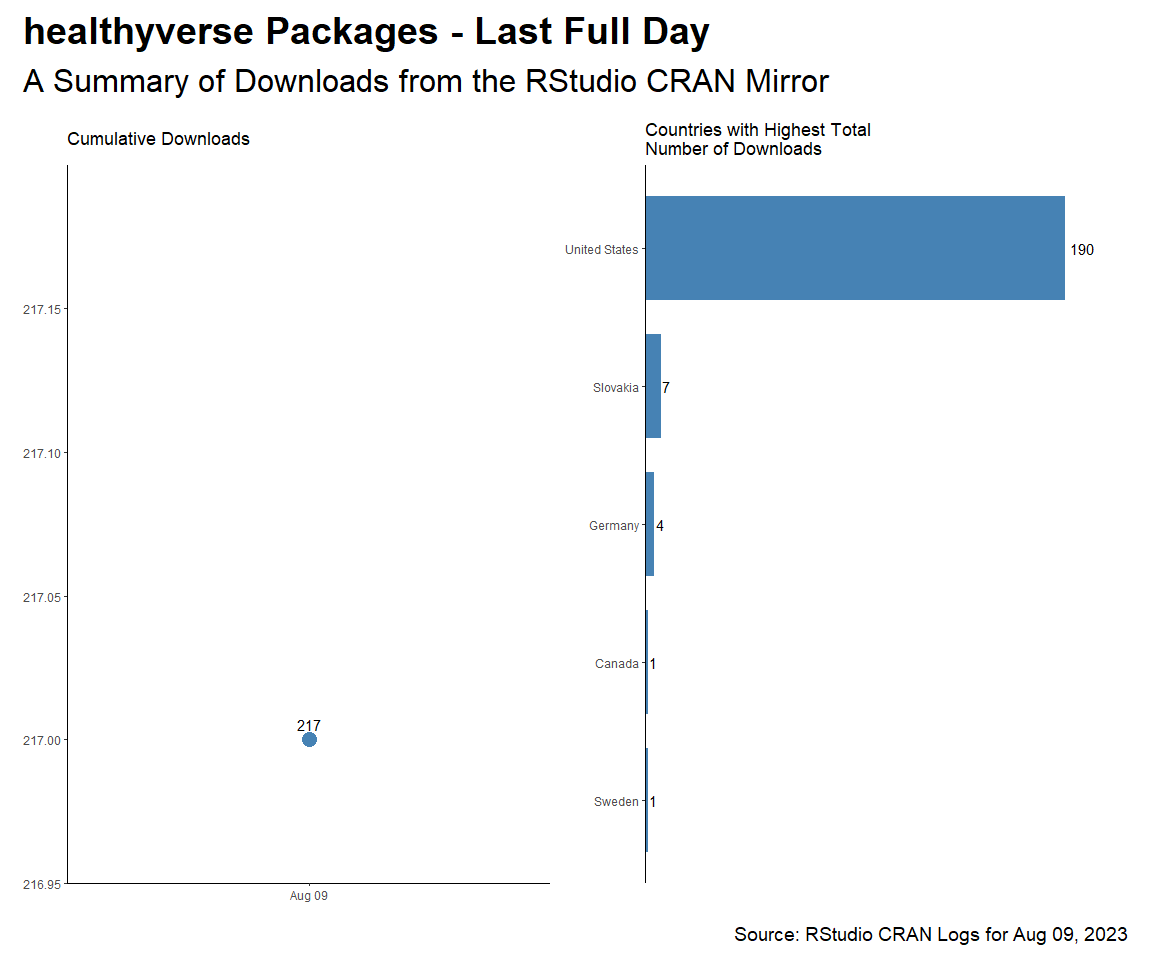 healthyverse Packages - Last Full Day
A Summary of Downloads from the RStudio CRAN Mirror
Cumulative Downloads
217.15
217.10
217.05
217.00
216.95
217
Aug 09
Countries with Highest Total
Number of Downloads
United States
190
Slovakia
7
Germany
4
Canada
1
Sweden
1
Source: RStudio CRAN Logs for Aug 09, 2023